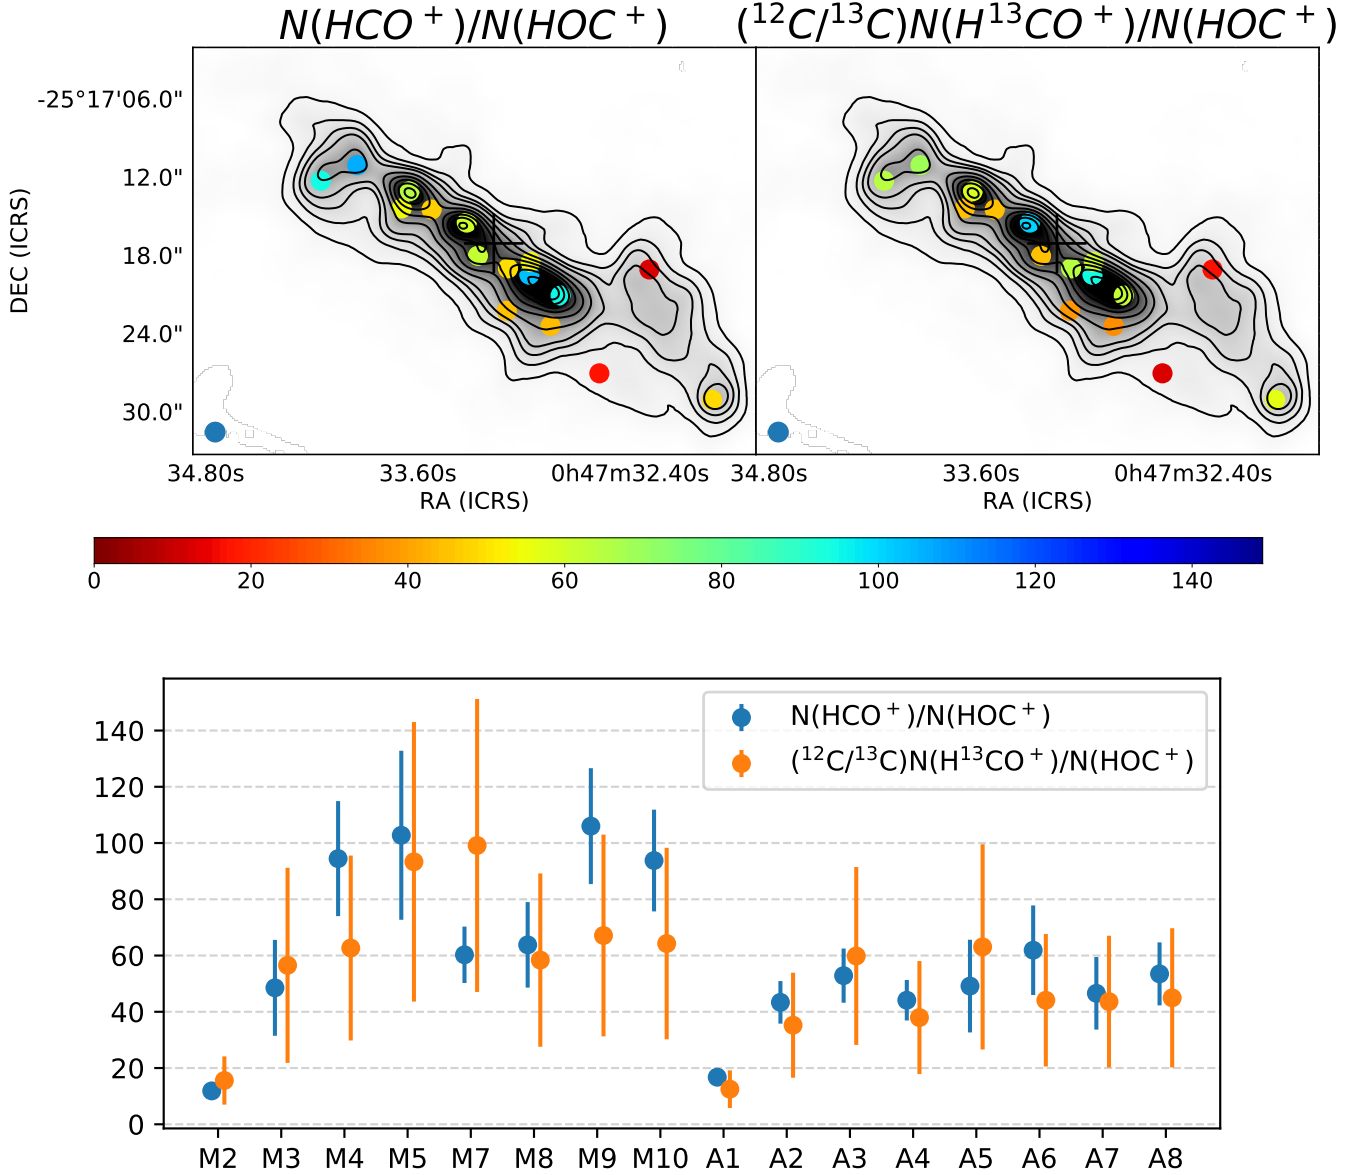 N(HCO⁺)/N(HOC⁺) (¹²C/¹³C)N(H¹³CO⁺)/N(HOC⁺)
-25°17'06.0"
12.0"
18.0"
24.0"
30.0"
DEC (ICRS)
34.80s 33.60s 0h47m32.40s 34.80s 33.60s 0h47m32.40s
RA (ICRS) RA (ICRS)
0 20 40 60 80 100 120 140
N(HCO⁺)/N(HOC⁺)
(¹²C/¹³C)N(H¹³CO⁺)/N(HOC⁺)
140
120
100
80
60
40
20
0
M2 M3 M4 M5 M7 M8 M9 M10 A1 A2 A3 A4 A5 A6 A7 A8